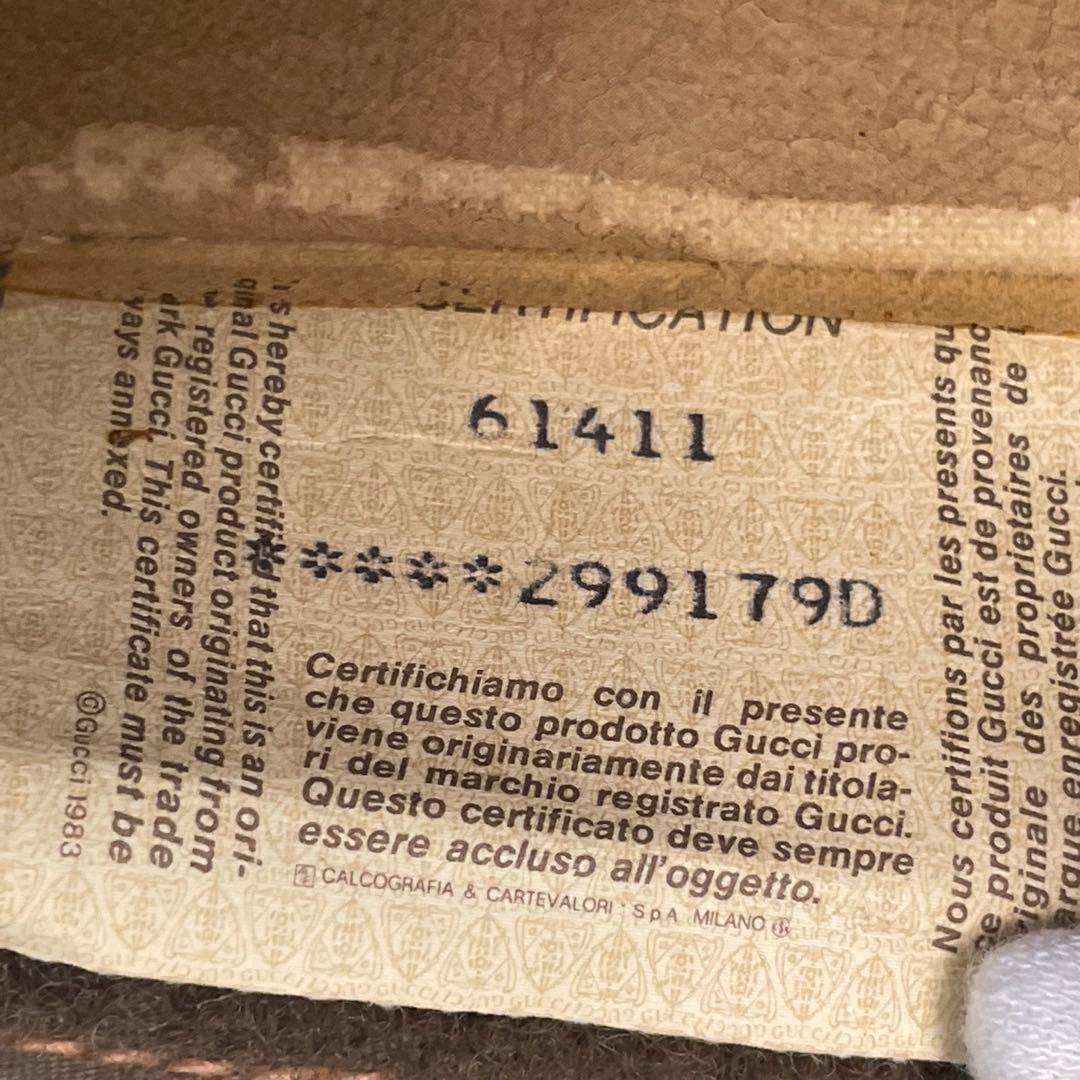 CERTIFICATION
61411
*****299179D
Certifichiamo con il presente
che questo prodotto Gucci pro-
viene originariamente dai titola-
ri del marchio registrato Gucci.
Questo certificato deve sempre
essere accluso all'oggetto.
CALCOGRAFIA & CARTEVALORI · SpA MILANO
s hereby certified that this is an ori-
ginal Gucci product originating from
registered owners of the trade
ark Gucci. This certificate must be
ways annexed.
©Gucci 1983
Nous certifions par les presents qu
ce produit Gucci est de provenanc
riginale des proprietaires de
arque enregistrée Gucci.